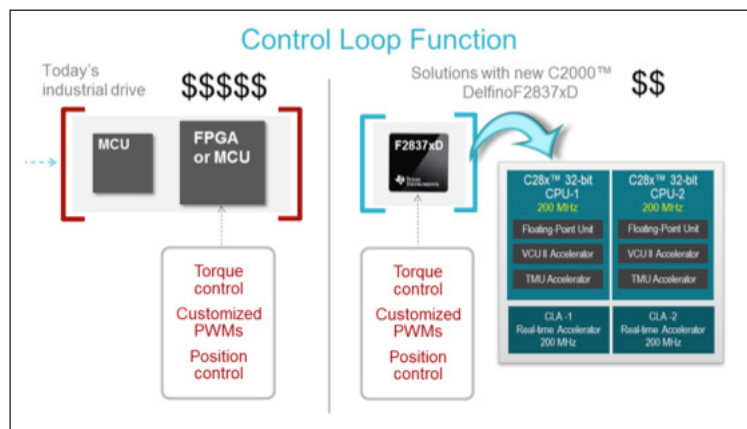 Control Loop Function
Today's
industrial drive
$$$$$
MCU
FPGA
or MCU
Torque
control
Customized
PWMs
Position
control
Solutions with new C2000™
DelfinoF2837xD
$$
F2837xD
TEXAS
INSTRUMENTS
Torque
control
Customized
PWMs
Position
control
C28x™ 32-bit
CPU-1
200 MHz
Floating-Point Unit
VCU II Accelerator
TMU Accelerator
C28x™ 32-bit
CPU-2
200 MHz
Floating-Point Unit
VCU II Accelerator
TMU Accelerator
CLA -1
Real-time Accelerator
200 MHz
CLA -2
Real-time Accelerator
200 MHz